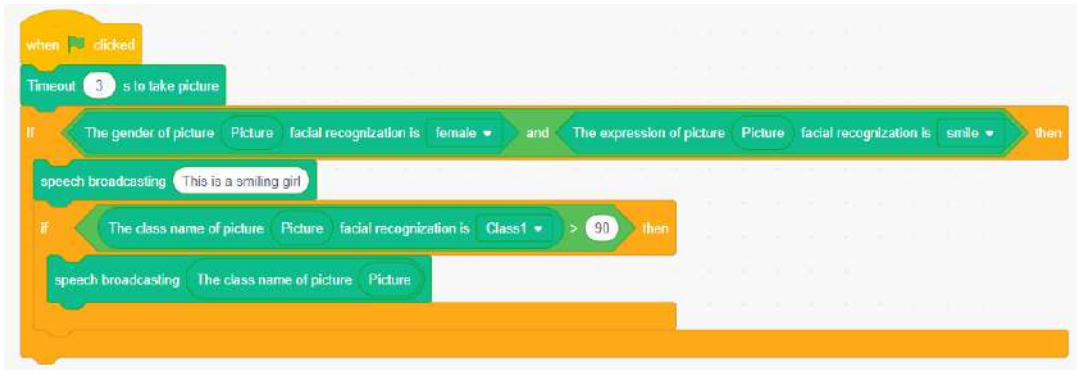 when clicked
Timeout 3 s to take picture
If The gender of picture Picture facial recognization is female and The expression of picture Picture facial recognization is smile then
speech broadcasting This is a smiling girl
if The class name of picture Picture facial recognization is Class1 > 90 then
speech broadcasting The class name of picture Picture